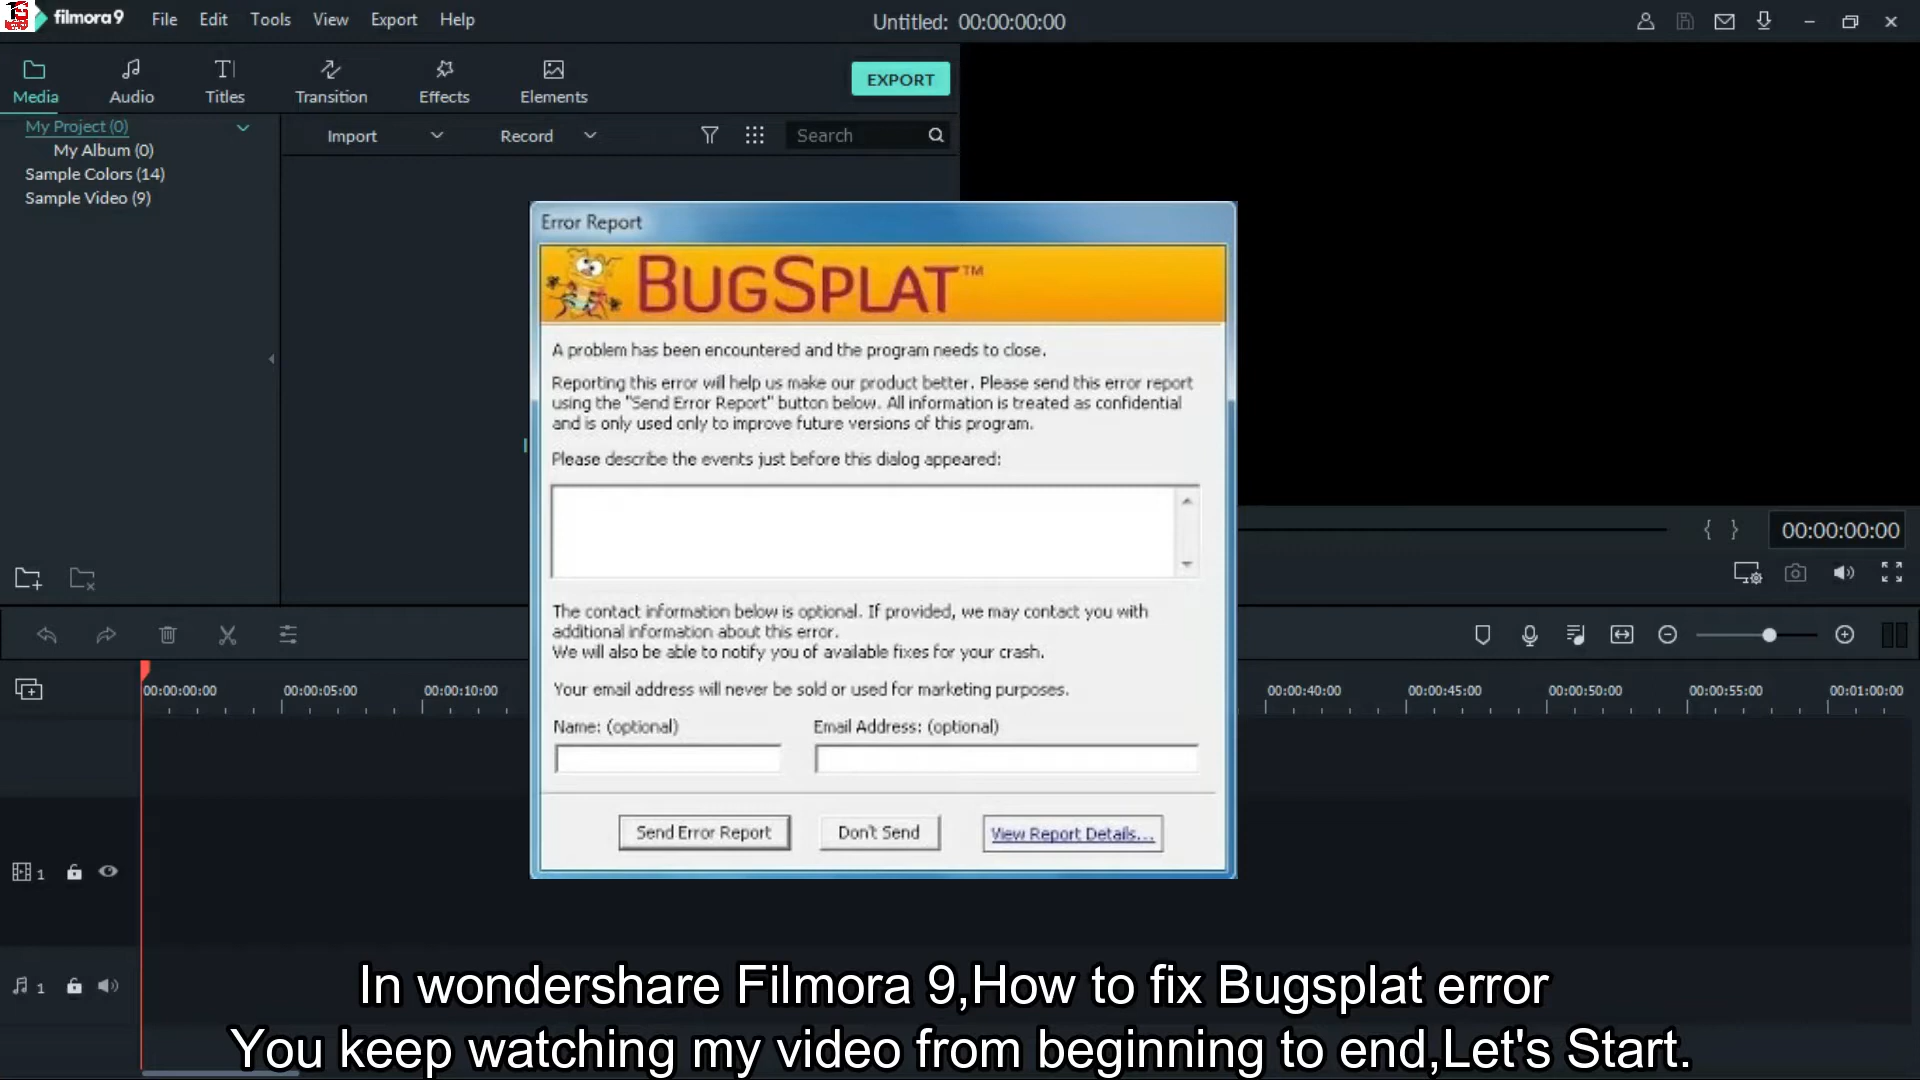 filmora9 File Edit Tools View Export Help
Untitled: 00:00:00:00
Media Audio Titles Transition Effects Elements
EXPORT
My Project (0)
My Album (0)
Sample Colors (14)
Sample Video (9)
Import Record Search
Error Report
BUGSPLAT™
A problem has been encountered and the program needs to close.
Reporting this error will help us make our product better. Please send this error report
using the "Send Error Report" button below. All information is treated as confidential
and is only used only to improve future versions of this program.
Please describe the events just before this dialog appeared:
The contact information below is optional. If provided, we may contact you with
additional information about this error.
We will also be able to notify you of available fixes for your crash.
Your email address will never be sold or used for marketing purposes.
Name: (optional) Email Address: (optional)
Send Error Report Don't Send View Report Details...
{ } 00:00:00:00
00:00:00:00 00:00:05:00 00:00:10:00 00:00:40:00 00:00:45:00 00:00:50:00 00:00:55:00 00:01:00:00
1
1
In wondershare Filmora 9,How to fix Bugsplat error
You keep watching my video from beginning to end,Let's Start.